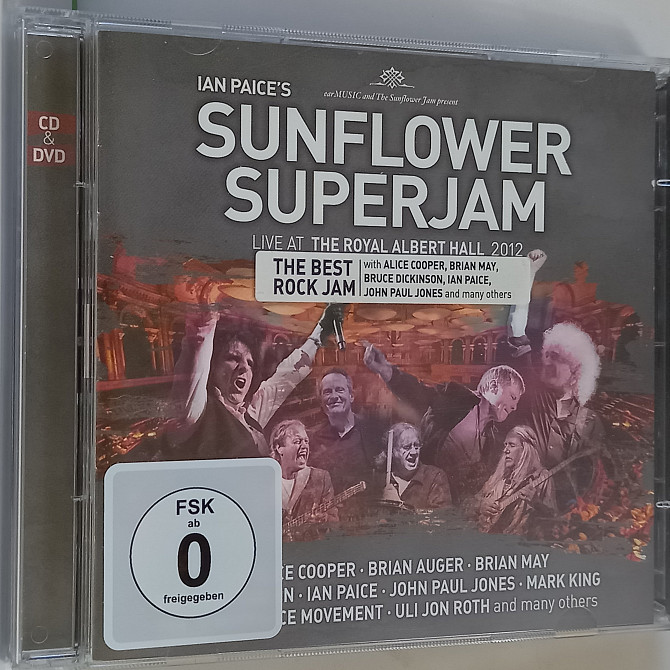 CD
&
DVD
IAN PAICE'S
earMUSIC and The Sunflower Jam present
SUNFLOWER
SUPERJAM
LIVE AT THE ROYAL ALBERT HALL 2012
THE BEST
ROCK JAM
with ALICE COOPER, BRIAN MAY,
BRUCE DICKINSON, IAN PAICE,
JOHN PAUL JONES and many others
FSK
ab
0
freigegeben
CE COOPER · BRIAN AUGER · BRIAN MAY
N · IAN PAICE · JOHN PAUL JONES · MARK KING
CE MOVEMENT · ULI JON ROTH and many others